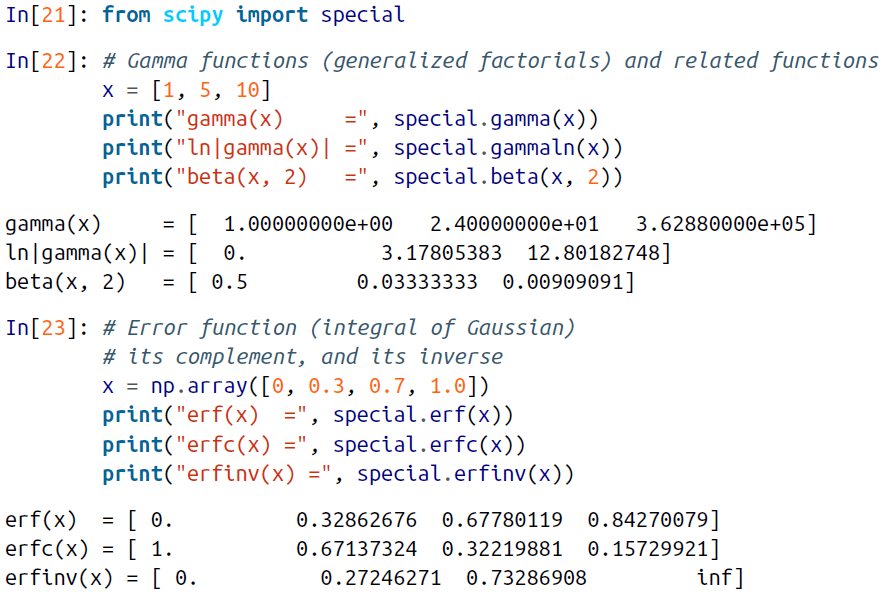 In[21]: from scipy import special
In[22]: # Gamma functions (generalized factorials) and related functions
        x = [1, 5, 10]
        print("gamma(x)     =", special.gamma(x))
        print("ln|gamma(x)| =", special.gammaln(x))
        print("beta(x, 2)   =", special.beta(x, 2))
gamma(x)     = [  1.00000000e+00   2.40000000e+01   3.62880000e+05]
ln|gamma(x)| = [  0.           3.17805383  12.80182748]
beta(x, 2)   = [ 0.5         0.03333333  0.00909091]
In[23]: # Error function (integral of Gaussian)
        # its complement, and its inverse
        x = np.array([0, 0.3, 0.7, 1.0])
        print("erf(x)  =", special.erf(x))
        print("erfc(x) =", special.erfc(x))
        print("erfinv(x) =", special.erfinv(x))
erf(x)  = [ 0.          0.32862676  0.67780119  0.84270079]
erfc(x) = [ 1.          0.67137324  0.32219881  0.15729921]
erfinv(x) = [ 0.          0.27246271  0.73286908         inf]